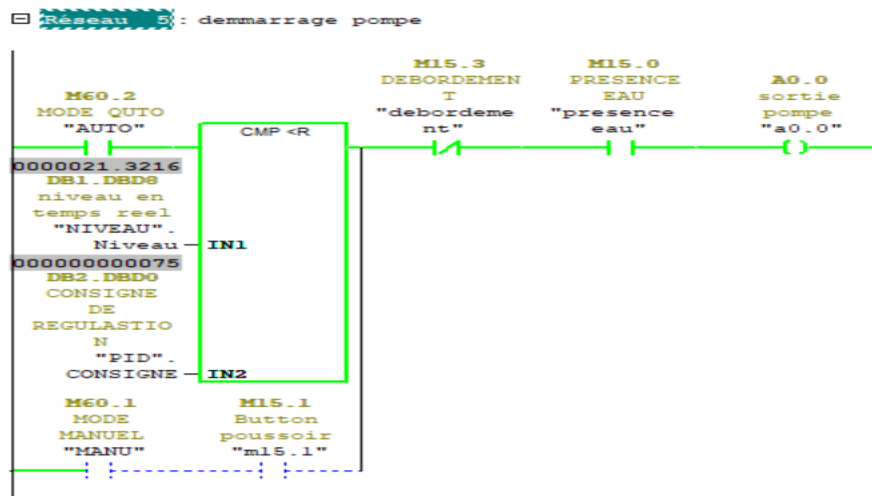 Réseau 5 : demmarrage pompe
M60.2
MODE QUTO
"AUTO"
CMP <R
M15.3
DEBORDEMEN
T
"debordeme
nt"
M15.0
PRESENCE
EAU
"presence
eau"
A0.0
sortie
pompe
"a0.0"
0000021.3216
DB1.DBD8
niveau en
temps reel
"NIVEAU".
Niveau
IN1
000000000075
DB2.DBD0
CONSIGNE
DE
REGULASTIO
N
"PID".
CONSIGNE
IN2
M60.1
MODE
MANUEL
"MANU"
M15.1
Button
poussoir
"m15.1"